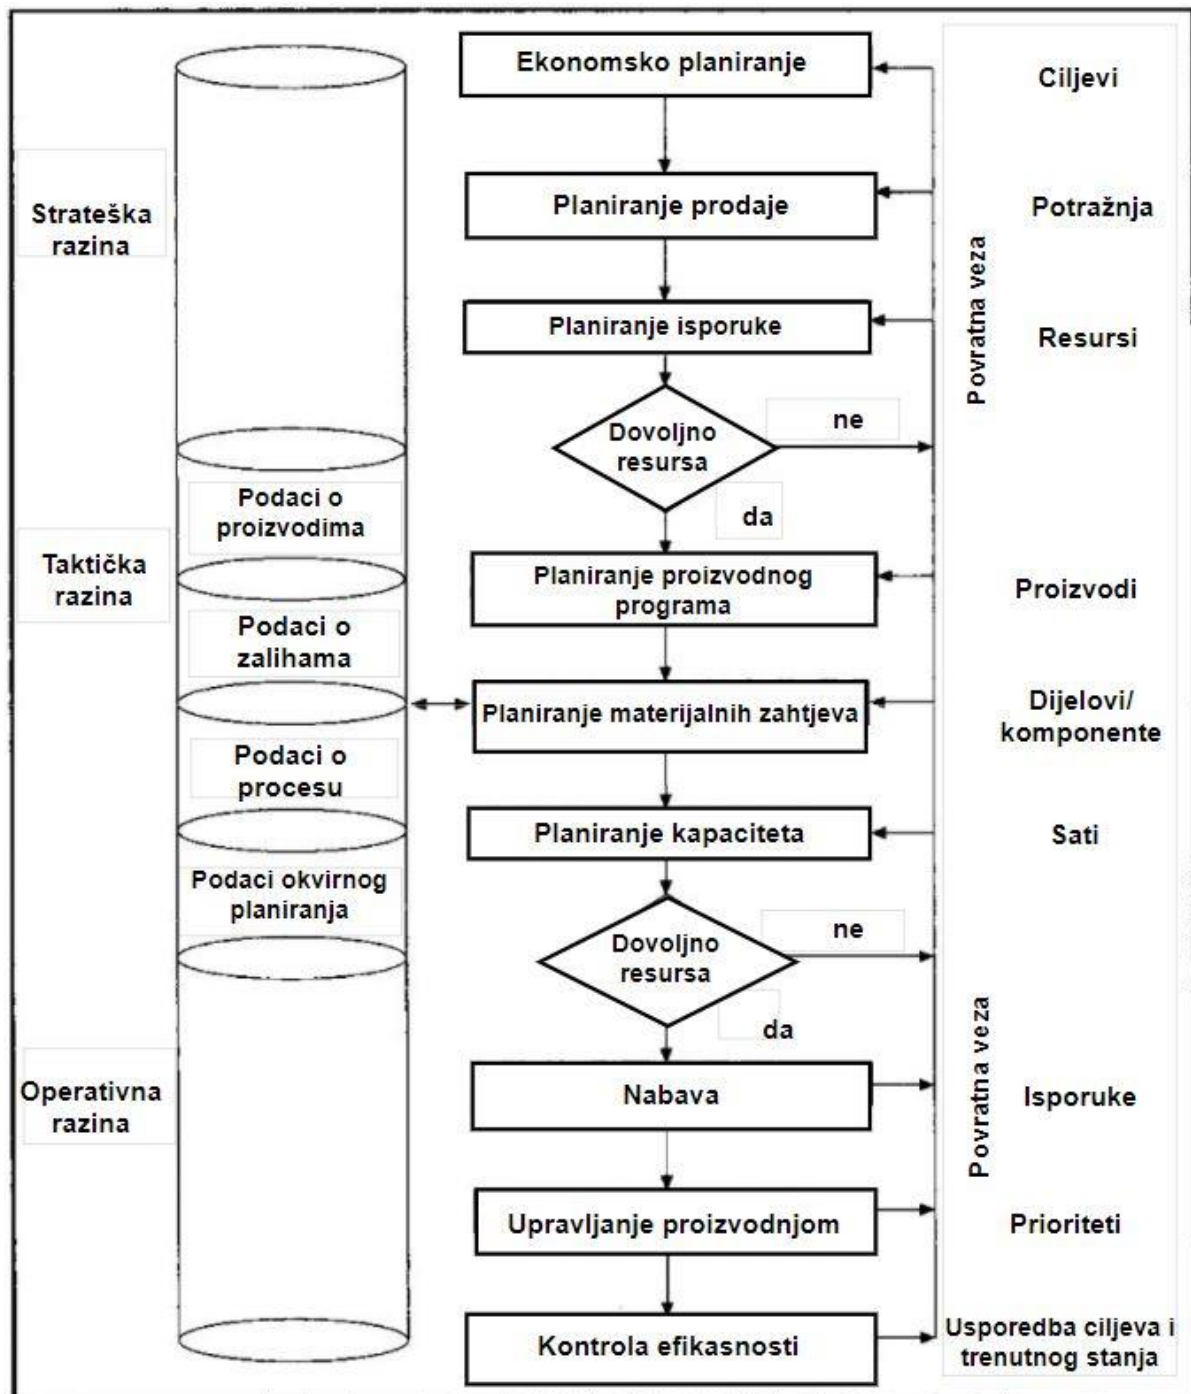 Ekonomsko planiranje
Ciljevi
Strateška
razina
Planiranje prodaje
Potražnja
Povratna veza
Planiranje isporuke
Resursi
Dovoljno
resursa
ne
da
Podaci o
proizvodima
Taktička
razina
Planiranje proizvodnog
programa
Proizvodi
Podaci o
zalihama
Planiranje materijalnih zahtjeva
Dijelovi/
komponente
Podaci o
procesu
Planiranje kapaciteta
Sati
Podaci okvirnog
planiranja
Dovoljno
resursa
ne
da
Operativna
razina
Nabava
Povratna veza
Isporuke
Upravljanje proizvodnjom
Prioriteti
Kontrola efikasnosti
Usporedba ciljeva i
trenutnog stanja